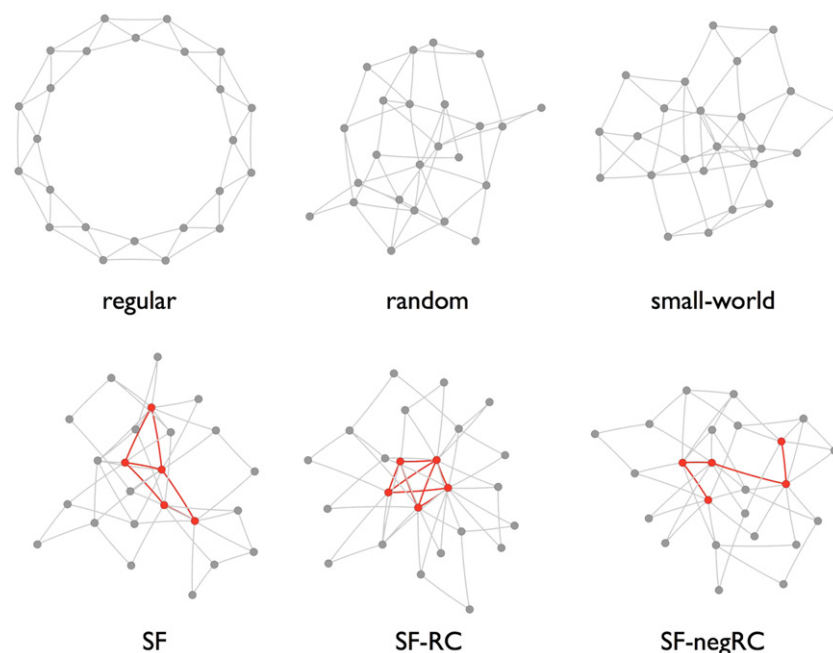 regular
random
small-world
SF
SF-RC
SF-negRC